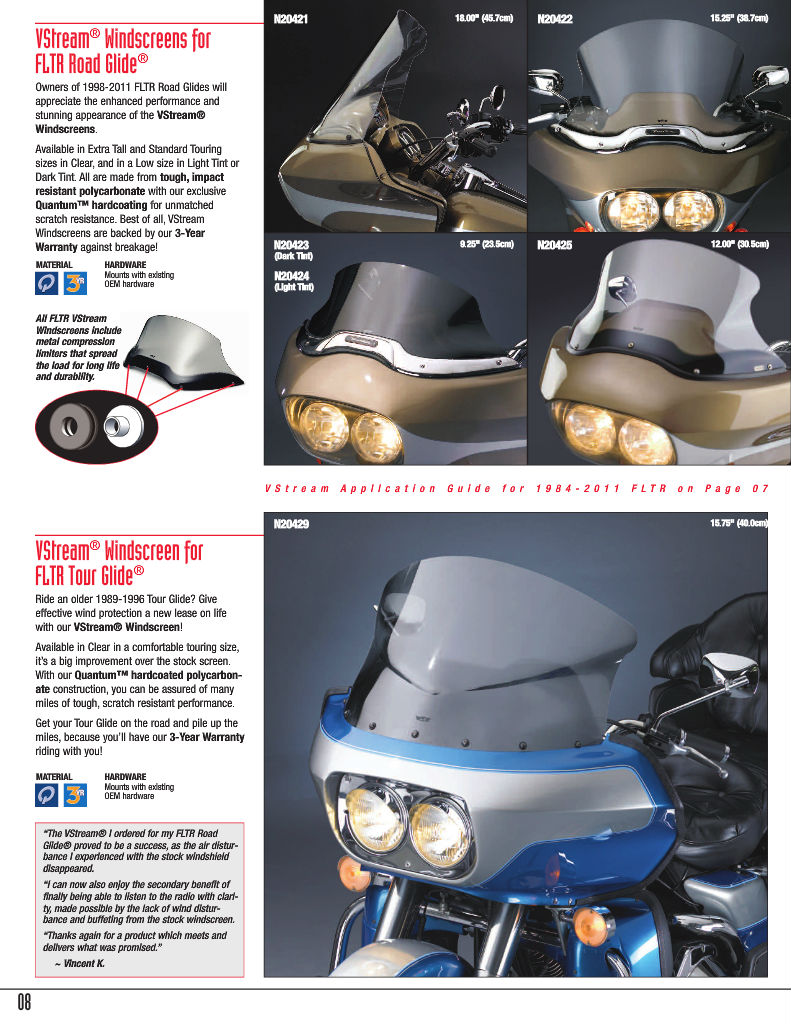 VStream® Windscreens for
FLTR Road Glide®
Owners of 1998-2011 FLTR Road Glides will
appreciate the enhanced performance and
stunning appearance of the VStream®
Windscreens.
Available in Extra Tall and Standard Touring
sizes in Clear, and in a Low size in Light Tint or
Dark Tint. All are made from tough, impact
resistant polycarbonate with our exclusive
Quantum™ hardcoating for unmatched
scratch resistance. Best of all, VStream
Windscreens are backed by our 3-Year
Warranty against breakage!
MATERIAL
HARDWARE
Mounts with existing
OEM hardware
Q
3YR
All FLTR VStream
Windscreens include
metal compression
limiters that spread
the load for long life
and durability.
N20421
18.00" (45.7cm)
N20422
15.25" (38.7cm)
N20423
(Dark Tint)
N20424
(Light Tint)
9.25" (23.5cm)
N20425
12.00" (30.5cm)
VStream Application Guide for 1984-2011 FLTR on Page 07
VStream® Windscreen for
FLTR Tour Glide®
Ride an older 1989-1996 Tour Glide? Give
effective wind protection a new lease on life
with our VStream® Windscreen!
Available in Clear in a comfortable touring size,
it's a big improvement over the stock screen.
With our Quantum™ hardcoated polycarbon-
ate construction, you can be assured of many
miles of tough, scratch resistant performance.
Get your Tour Glide on the road and pile up the
miles, because you'll have our 3-Year Warranty
riding with you!
MATERIAL
HARDWARE
Mounts with existing
OEM hardware
Q
3YR
"The VStream® I ordered for my FLTR Road
Glide® proved to be a success, as the air distur-
bance I experienced with the stock windshield
disappeared.
"I can now also enjoy the secondary benefit of
finally being able to listen to the radio with clari-
ty, made possible by the lack of wind distur-
bance and buffeting from the stock windscreen.
"Thanks again for a product which meets and
delivers what was promised."
~ Vincent K.
N20429
15.75" (40.0cm)
08